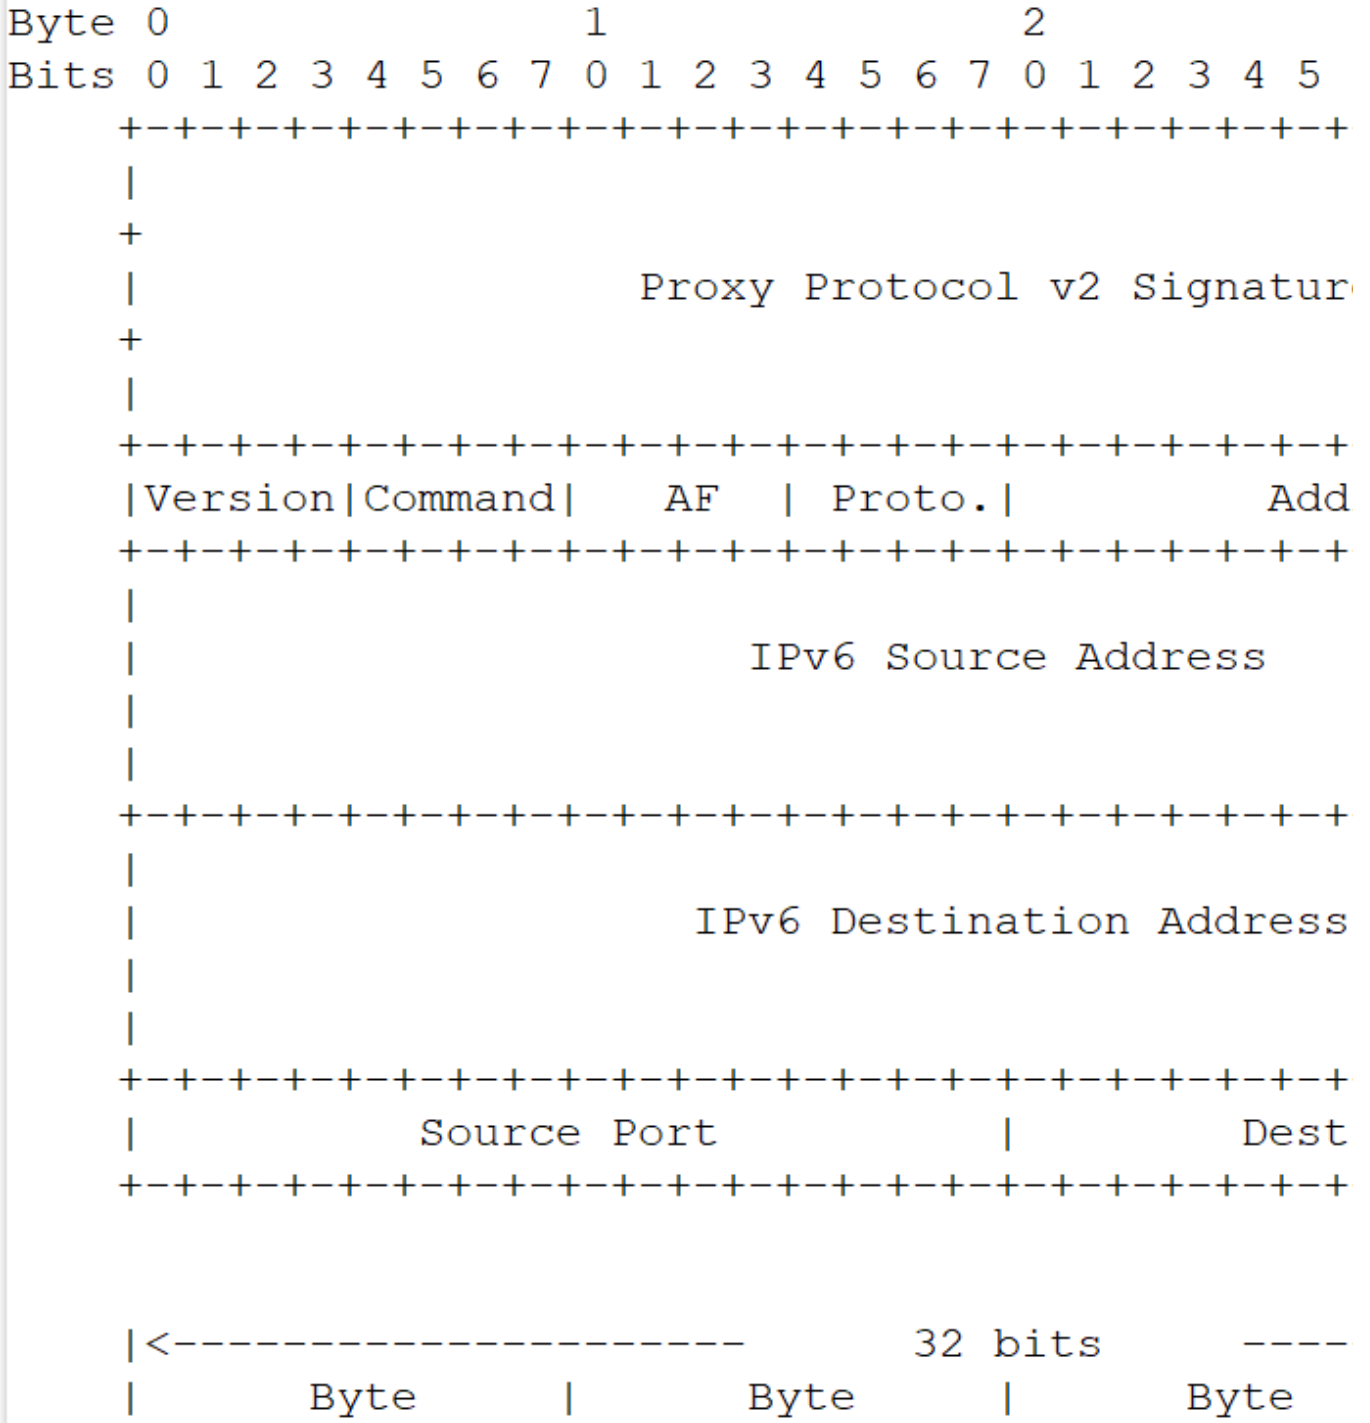 Byte 0 1 2
Bits 0 1 2 3 4 5 6 7 0 1 2 3 4 5 6 7 0 1 2 3 4 5
+-+-+-+-+-+-+-+-+-+-+-+-+-+-+-+-+-+-+-+-+-+-+
|
+
| Proxy Protocol v2 Signature
+
|
+-+-+-+-+-+-+-+-+-+-+-+-+-+-+-+-+-+-+-+-+-+-+
|Version|Command| AF | Proto.| Add
+-+-+-+-+-+-+-+-+-+-+-+-+-+-+-+-+-+-+-+-+-+-+
|
| IPv6 Source Address
|
|
+-+-+-+-+-+-+-+-+-+-+-+-+-+-+-+-+-+-+-+-+-+-+
|
| IPv6 Destination Address
|
|
+-+-+-+-+-+-+-+-+-+-+-+-+-+-+-+-+-+-+-+-+-+-+
| Source Port | Dest
+-+-+-+-+-+-+-+-+-+-+-+-+-+-+-+-+-+-+-+-+-+-+
|<--------------------- 32 bits ----
| Byte | Byte | Byte